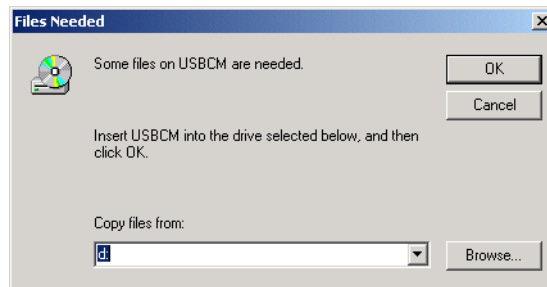 Files Needed
Some files on USBCM are needed.
OK
Cancel
Insert USBCM into the drive selected below, and then
click OK.
Copy files from:
d:
Browse...